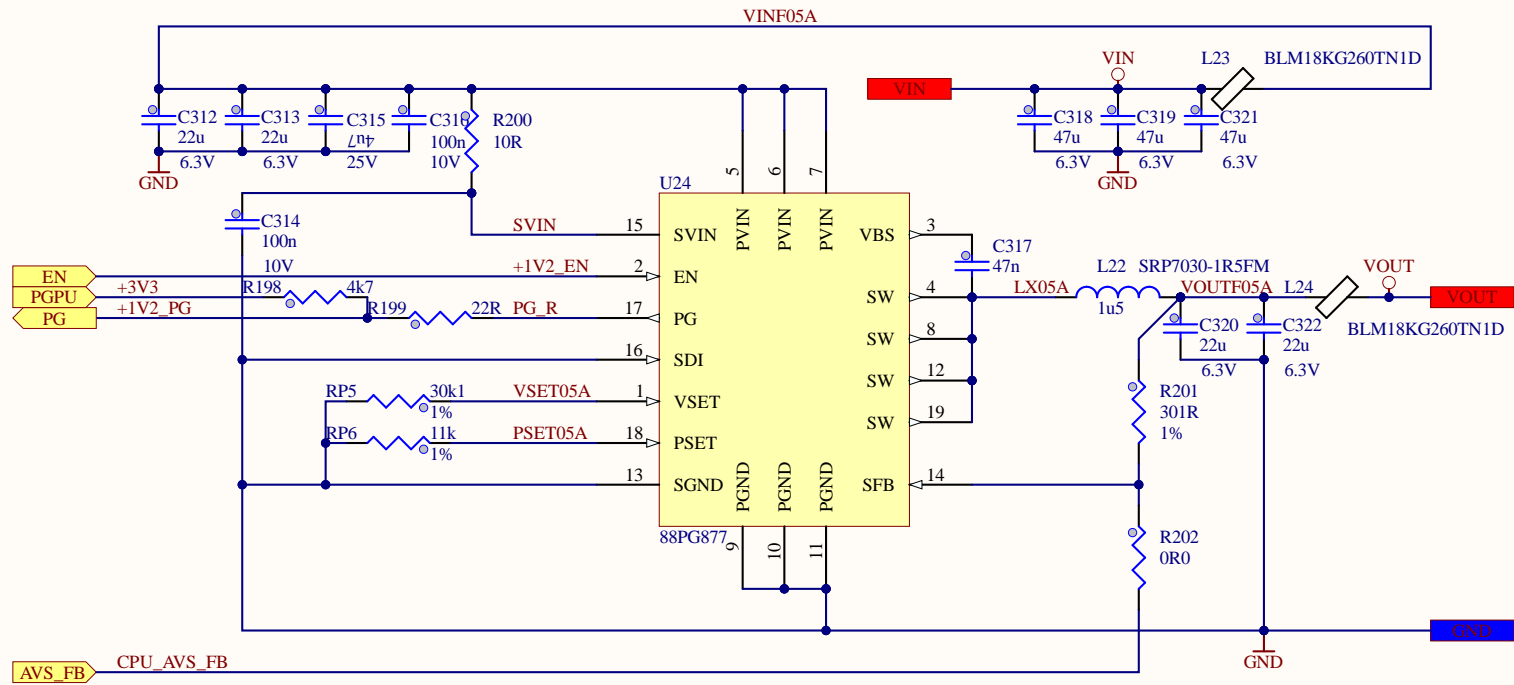 VINF05A
VIN
VIN
L23
BLM18KG260TN1D
C312
22u
6.3V
C313
22u
6.3V
C315
4u7
25V
C316
100n
10V
R200
10R
C318
47u
6.3V
C319
47u
6.3V
C321
47u
6.3V
GND
GND
5
6
7
U24
PVIN
PVIN
PVIN
C314
100n
10V
SVIN
15
SVIN
VBS
3
C317
47n
EN
+1V2_EN
2
EN
PGPU
+3V3
R198
4k7
SW
4
LX05A
L22
SRP7030-1R5FM
1u5
VOUTF05A
L24
VOUT
VOUT
BLM18KG260TN1D
PG
+1V2_PG
R199
22R
PG_R
17
PG
SW
8
C320
22u
6.3V
C322
22u
6.3V
16
SDI
SW
12
RP5
30k1
1%
VSET05A
1
VSET
SW
19
R201
301R
1%
RP6
11k
1%
PSET05A
18
PSET
13
SGND
PGND
PGND
PGND
SFB
14
88PG877
9
10
11
R202
0R0
GND
GND
AVS_FB
CPU_AVS_FB